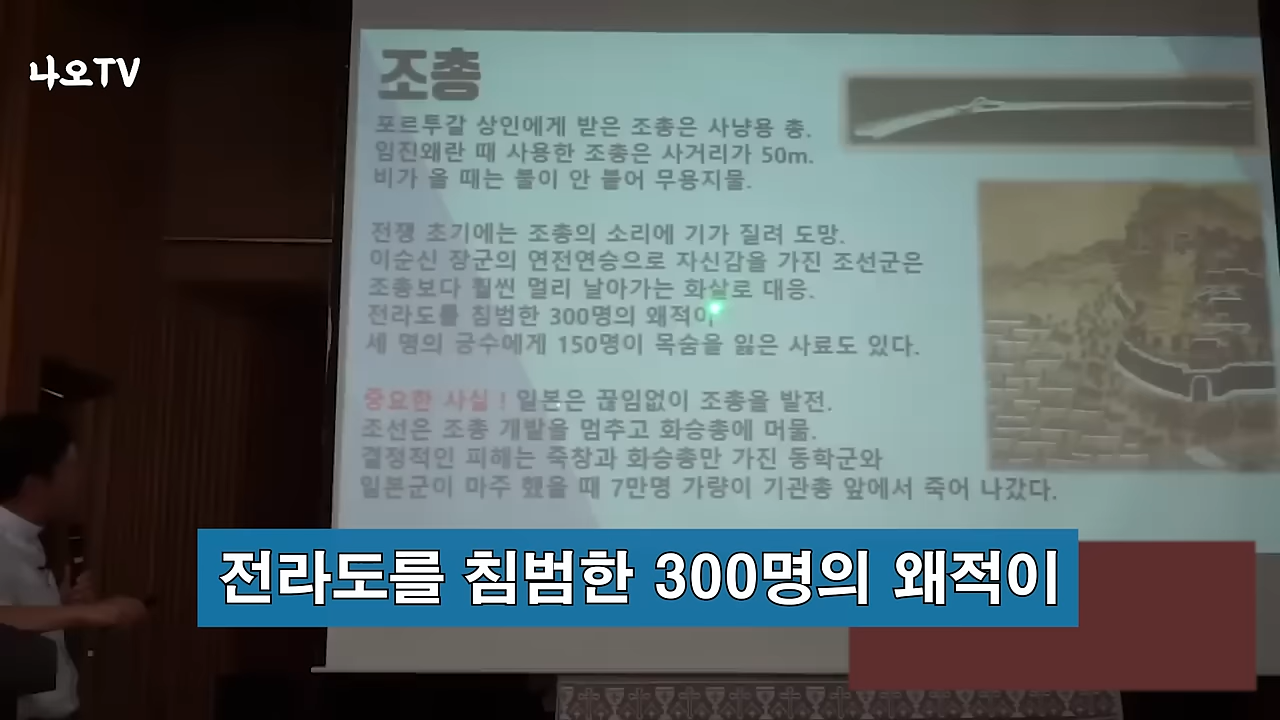 나오TV
조총
포르투갈 상인에게 받은 조총은 사냥용 총.
임진왜란 때 사용한 조총은 사거리가 50m.
비가 올 때는 불이 안 붙어 무용지물.
전쟁 초기에는 조총의 소리에 기가 질려 도망.
이순신 장군의 연전연승으로 자신감을 가진 조선군은
조총보다 훨씬 멀리 날아가는 화살로 대응.
전라도를 침범한 300명의 왜적이
세 명의 궁수에게 150명이 목숨을 잃은 사료도 있다.
중요한 사실 ! 일본은 끊임없이 조총을 발전.
조선은 조총 개발을 멈추고 화승총에 머물.
결정적인 피해는 죽창과 화승총만 가진 동학군와
일본군이 마주 했을 때 7만명 가량이 기관총 앞에서 죽어 나갔다.
전라도를 침범한 300명의 왜적이